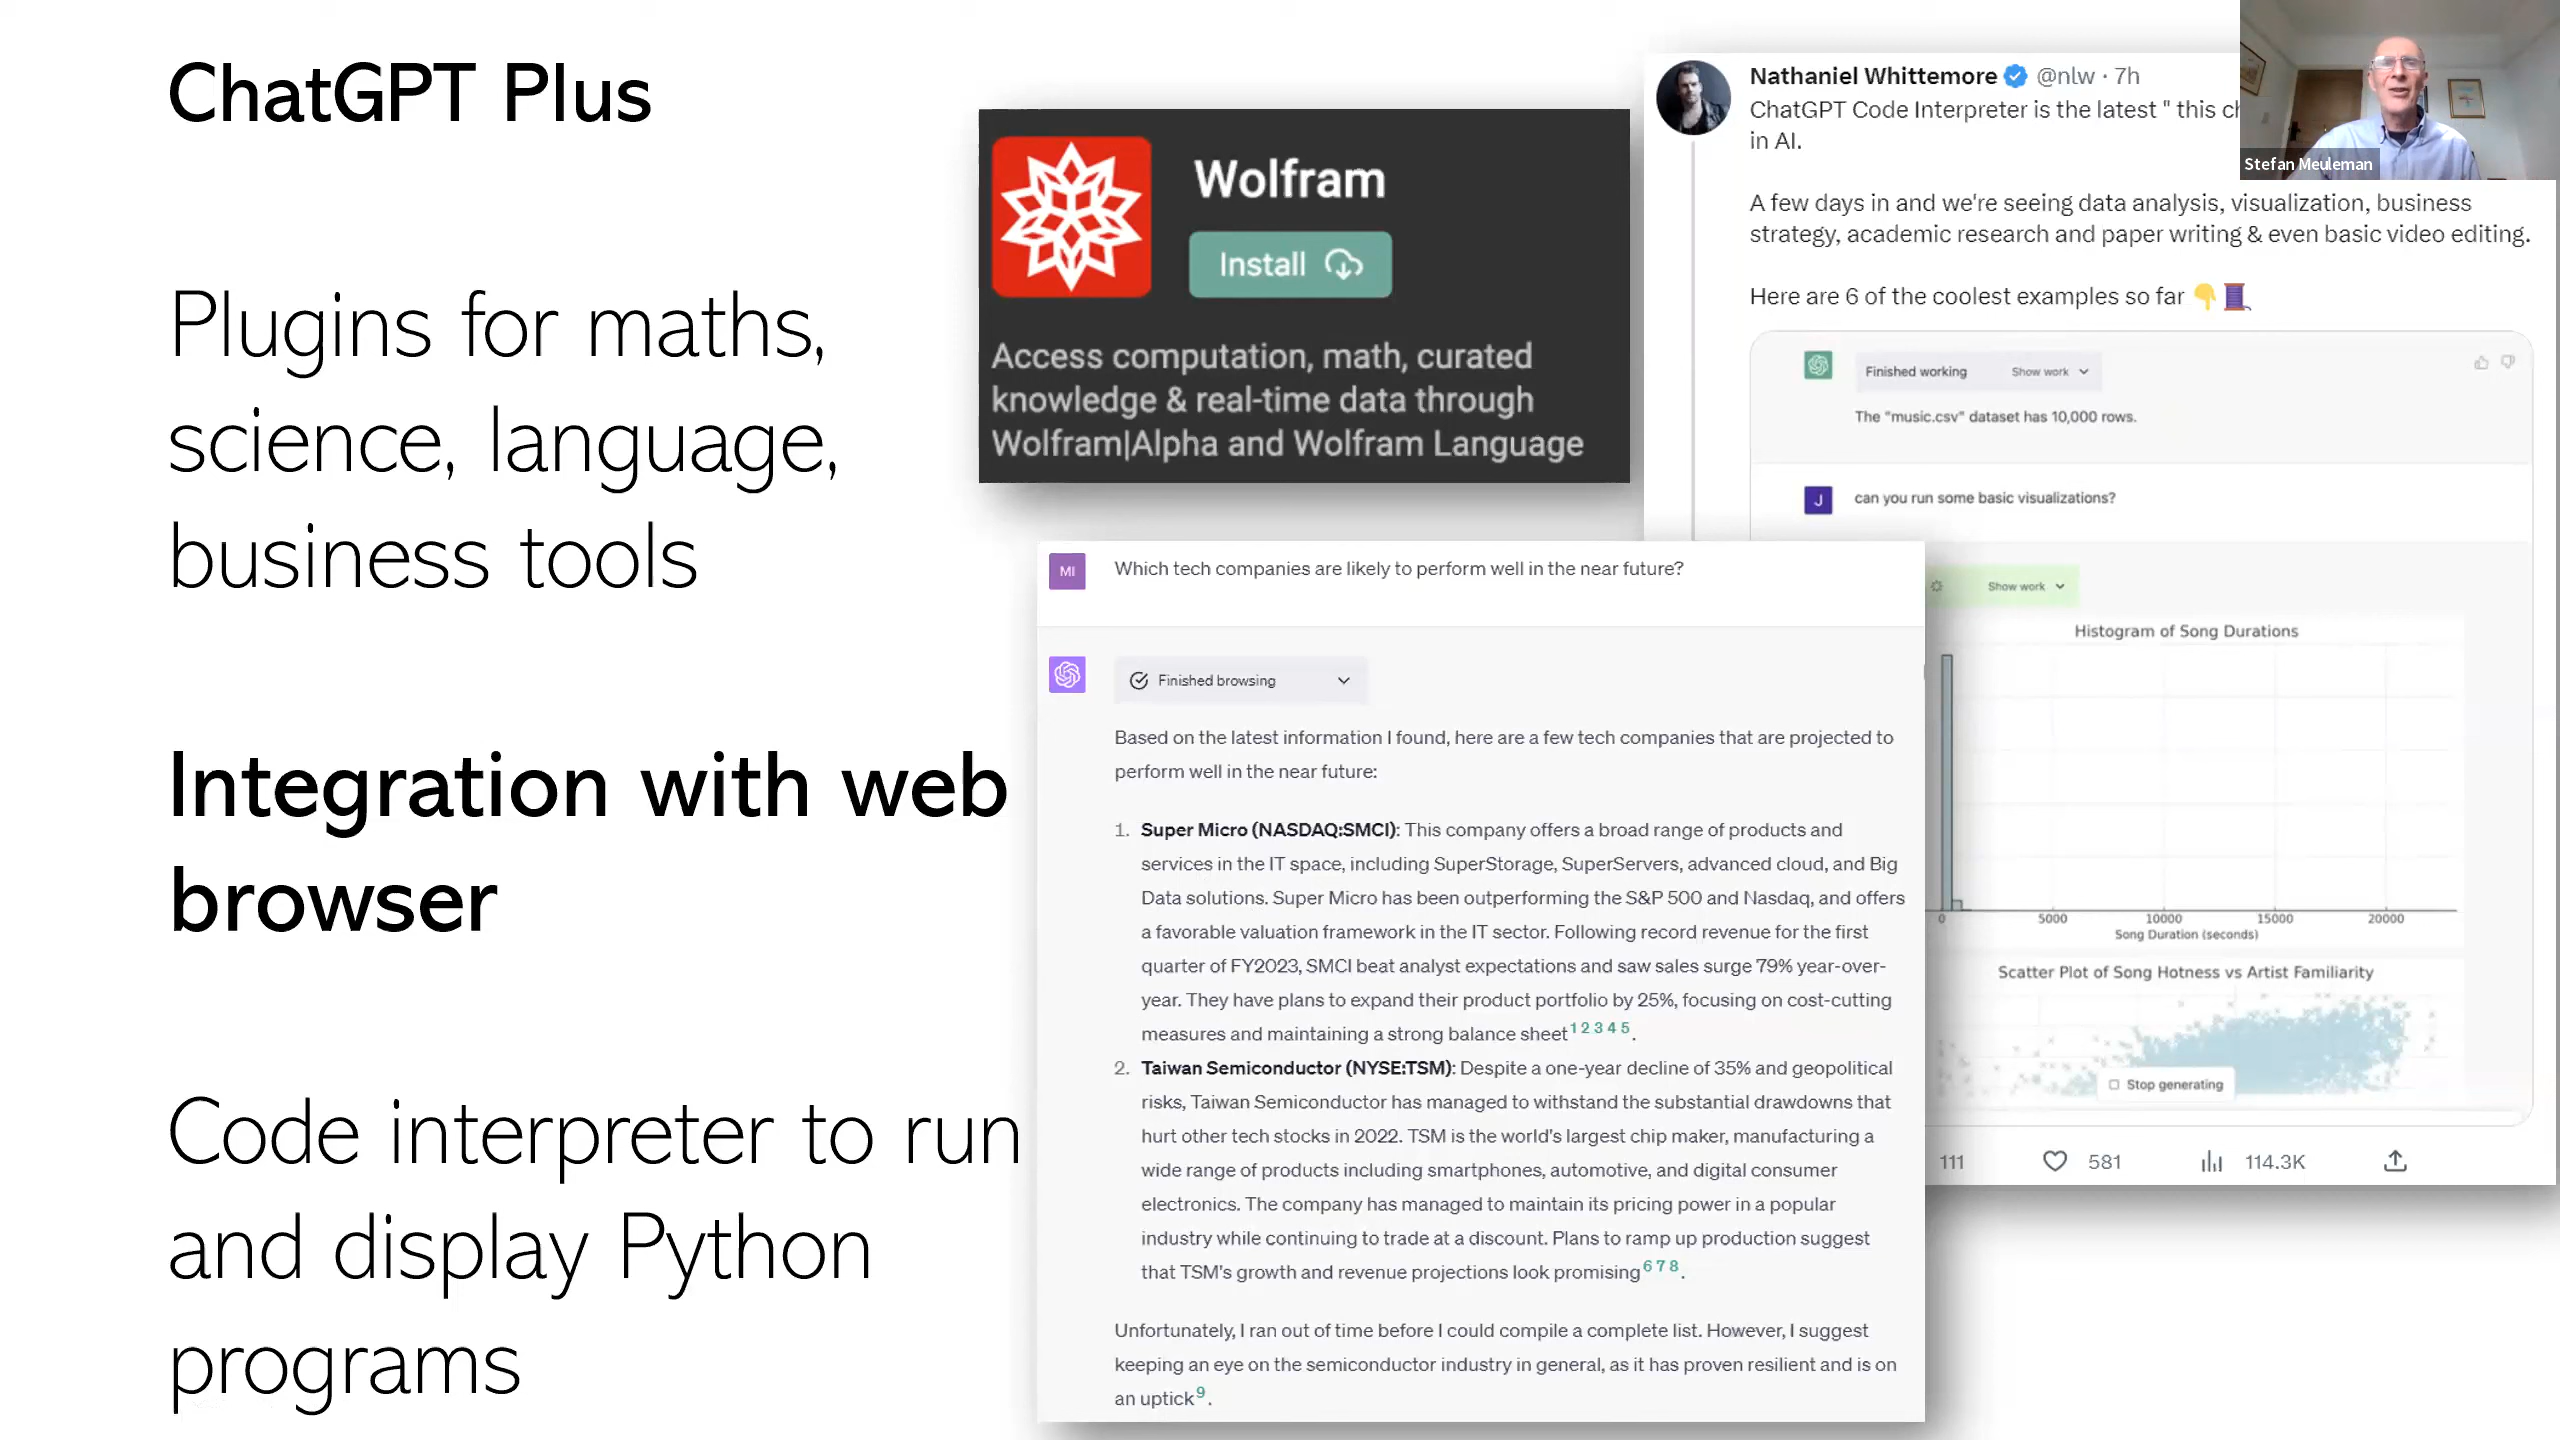 ChatGPT Plus
Plugins for maths,
science, language,
business tools
Integration with web
browser
Code interpreter to run
and display Python
programs
Wolfram
Install
Access computation, math, curated
knowledge & real-time data through
Wolfram|Alpha and Wolfram Language
Nathaniel Whittemore @nlw · 7h
ChatGPT Code Interpreter is the latest " this
in AI.
A few days in and we're seeing data analysis, visualization, business
strategy, academic research and paper writing & even basic video editing.
Here are 6 of the coolest examples so far 👇🧵
Finished working Show work
The "music.csv" dataset has 10,000 rows.
J can you run some basic visualizations?
Show work
Histogram of Song Durations
0 5000 10000 15000 20000
Song Duration (seconds)
Scatter Plot of Song Hotness vs Artist Familiarity
Stop generating
111 581 114.3K
Stefan Meuleman
MI Which tech companies are likely to perform well in the near future?
Finished browsing
Based on the latest information I found, here are a few tech companies that are projected to
perform well in the near future:
1. Super Micro (NASDAQ:SMCI): This company offers a broad range of products and
services in the IT space, including SuperStorage, SuperServers, advanced cloud, and Big
Data solutions. Super Micro has been outperforming the S&P 500 and Nasdaq, and offers
a favorable valuation framework in the IT sector. Following record revenue for the first
quarter of FY2023, SMCI beat analyst expectations and saw sales surge 79% year-over-
year. They have plans to expand their product portfolio by 25%, focusing on cost-cutting
measures and maintaining a strong balance sheet 1 2 3 4 5.
2. Taiwan Semiconductor (NYSE:TSM): Despite a one-year decline of 35% and geopolitical
risks, Taiwan Semiconductor has managed to withstand the substantial drawdowns that
hurt other tech stocks in 2022. TSM is the world's largest chip maker, manufacturing a
wide range of products including smartphones, automotive, and digital consumer
electronics. The company has managed to maintain its pricing power in a popular
industry while continuing to trade at a discount. Plans to ramp up production suggest
that TSM's growth and revenue projections look promising 6 7 8.
Unfortunately, I ran out of time before I could compile a complete list. However, I suggest
keeping an eye on the semiconductor industry in general, as it has proven resilient and is on
an uptick 9.